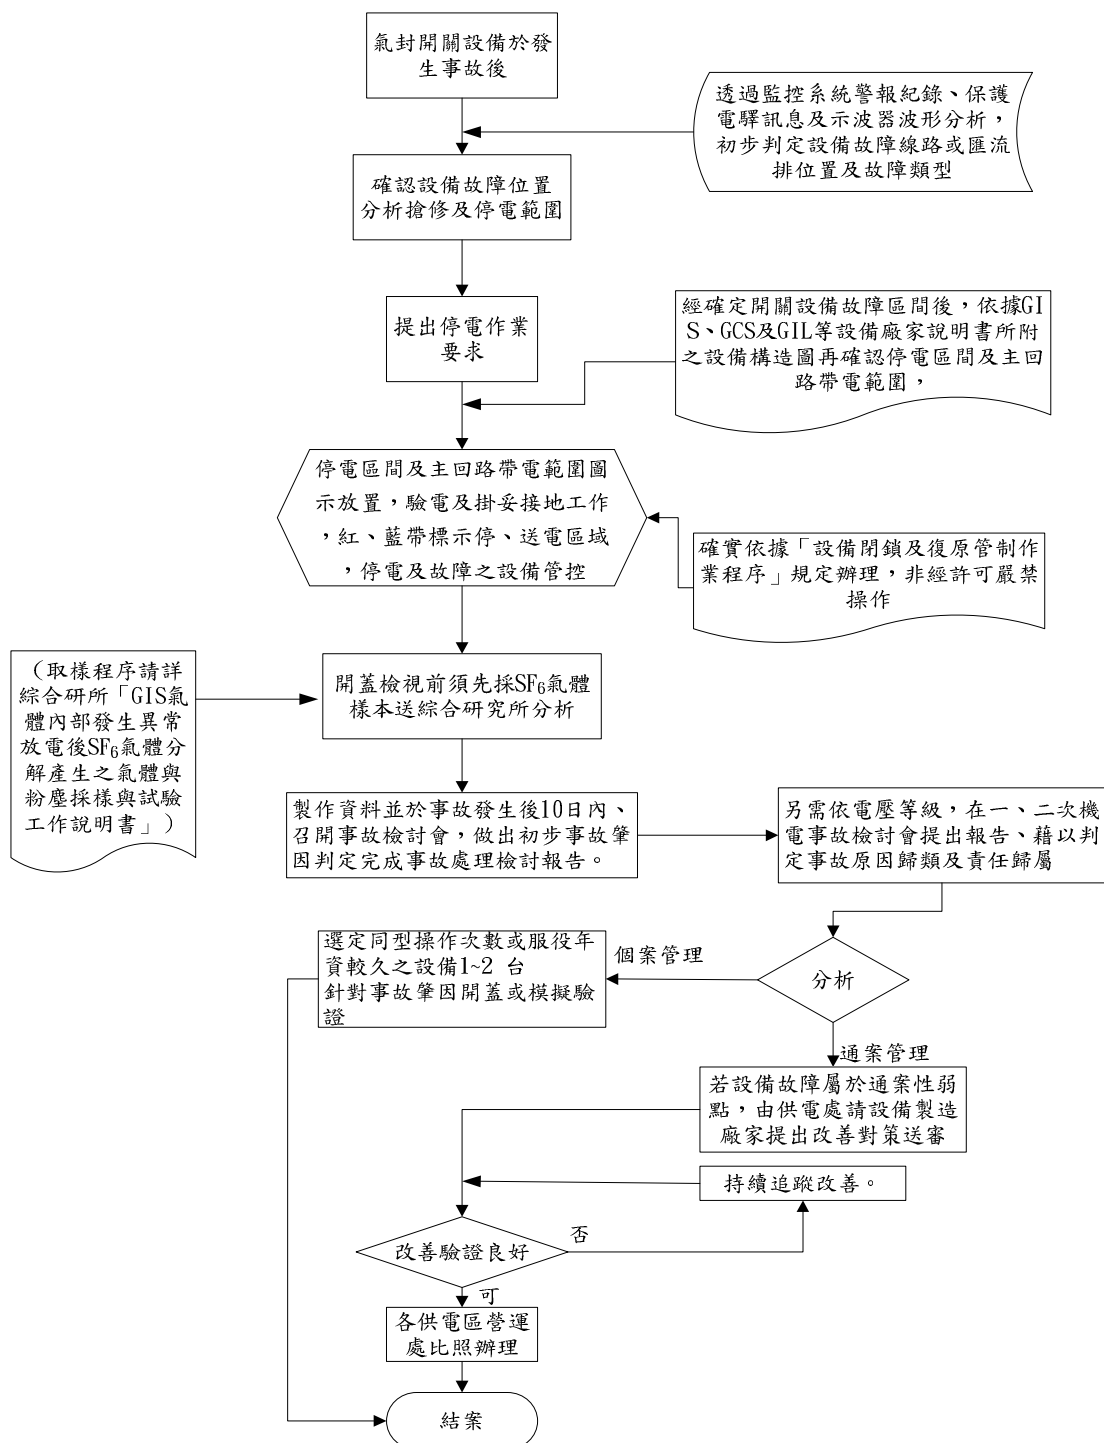 氣封開關設備於發
生事故後
透過監控系統警報紀錄、保護
電驛訊息及示波器波形分析，
初步判定設備故障線路或匯流
排位置及故障類型
確認設備故障位置
分析搶修及停電範圍
提出停電作業
要求
經確定開關設備故障區間後，依據GI
S、GCS及GIL等設備廠家說明書所附
之設備構造圖再確認停電區間及主回
路帶電範圍，
停電區間及主回路帶電範圍圖
示放置，驗電及掛妥接地工作
，紅、藍帶標示停、送電區域
，停電及故障之設備管控
確實依據「設備閉鎖及復原管制作
業程序」規定辦理，非經許可嚴禁
操作
（取樣程序請詳
綜合研所「GIS氣
體內部發生異常
放電後SF₆氣體分
解產生之氣體與
粉塵採樣與試驗
工作說明書」）
開蓋檢視前須先採SF₆氣體
樣本送綜合研究所分析
製作資料並於事故發生後10日內、
召開事故檢討會，做出初步事故肇
因判定完成事故處理檢討報告。
另需依電壓等級，在一、二次機
電事故檢討會提出報告、藉以判
定事故原因歸類及責任歸屬
分析
個案管理
選定同型操作次數或服役年
資較久之設備1~2 台
針對事故肇因開蓋或模擬驗
證
通案管理
若設備故障屬於通案性弱
點，由供電處請設備製造
廠家提出改善對策送審
持續追蹤改善。
改善驗證良好
否
可
各供電區營運
處比照辦理
結案